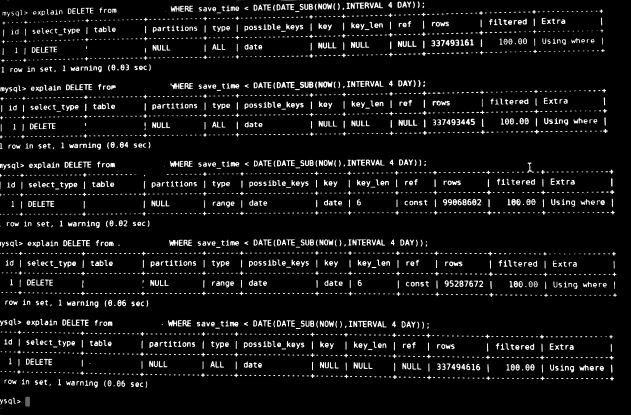 mysql> explain DELETE from WHERE save_time < DATE(DATE_SUB(NOW(),INTERVAL 4 DAY));
| id | select_type | table | partitions | type | possible_keys | key | key_len | ref | rows | filtered | Extra |
| 1 | DELETE | NULL | ALL | date | NULL | NULL | NULL | 337493161 | 100.00 | Using where |
1 row in set, 1 warning (0.03 sec)
mysql> explain DELETE from WHERE save_time < DATE(DATE_SUB(NOW(),INTERVAL 4 DAY));
| id | select_type | table | partitions | type | possible_keys | key | key_len | ref | rows | filtered | Extra |
| 1 | DELETE | NULL | ALL | date | NULL | NULL | NULL | 337493445 | 100.00 | Using where |
1 row in set, 1 warning (0.04 sec)
mysql> explain DELETE from WHERE save_time < DATE(DATE_SUB(NOW(),INTERVAL 4 DAY));
id | select_type | table | partitions | type | possible_keys | key | key_len | ref | rows | filtered | Extra |
1 | DELETE | NULL | range | date | date | 6 | const | 99068602 | 100.00 | Using where |
row in set, 1 warning (0.02 sec)
ysql> explain DELETE from WHERE save_time < DATE(DATE_SUB(NOW(),INTERVAL 4 DAY));
id | select_type | table | partitions | type | possible_keys | key | key_len | ref | rows | filtered | Extra |
1 | DELETE | NULL | range | date | date | 6 | const | 95287672 | 100.00 | Using where |
row in set, 1 warning (0.06 sec)
ysql> explain DELETE from WHERE save_time < DATE(DATE_SUB(NOW(),INTERVAL 4 DAY));
id | select_type | table | partitions | type | possible_keys | key | key_len | ref | rows | filtered | Extra |
1 | DELETE | NULL | ALL | date | NULL | NULL | NULL | 337494616 | 100.00 | Using where |
row in set, 1 warning (0.06 sec)
ysql>